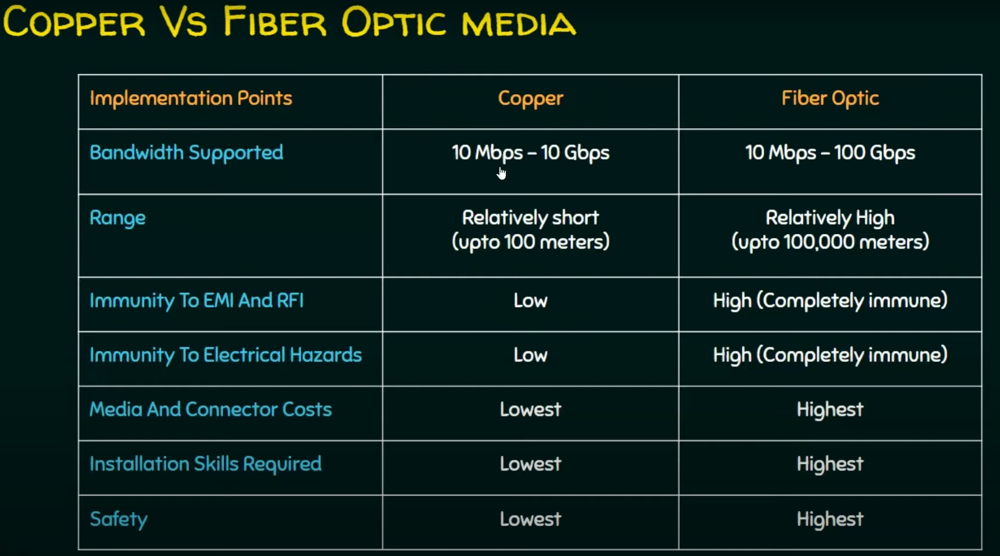 Copper Vs Fiber Optic media
Implementation Points Copper Fiber Optic
Bandwidth Supported 10 Mbps – 10 Gbps 10 Mbps – 100 Gbps
Range Relatively short Relatively High
(upto 100 meters) (upto 100,000 meters)
Immunity To EMI And RFI Low High (Completely immune)
Immunity To Electrical Hazards Low High (Completely immune)
Media And Connector Costs Lowest Highest
Installation Skills Required Lowest Highest
Safety Lowest Highest